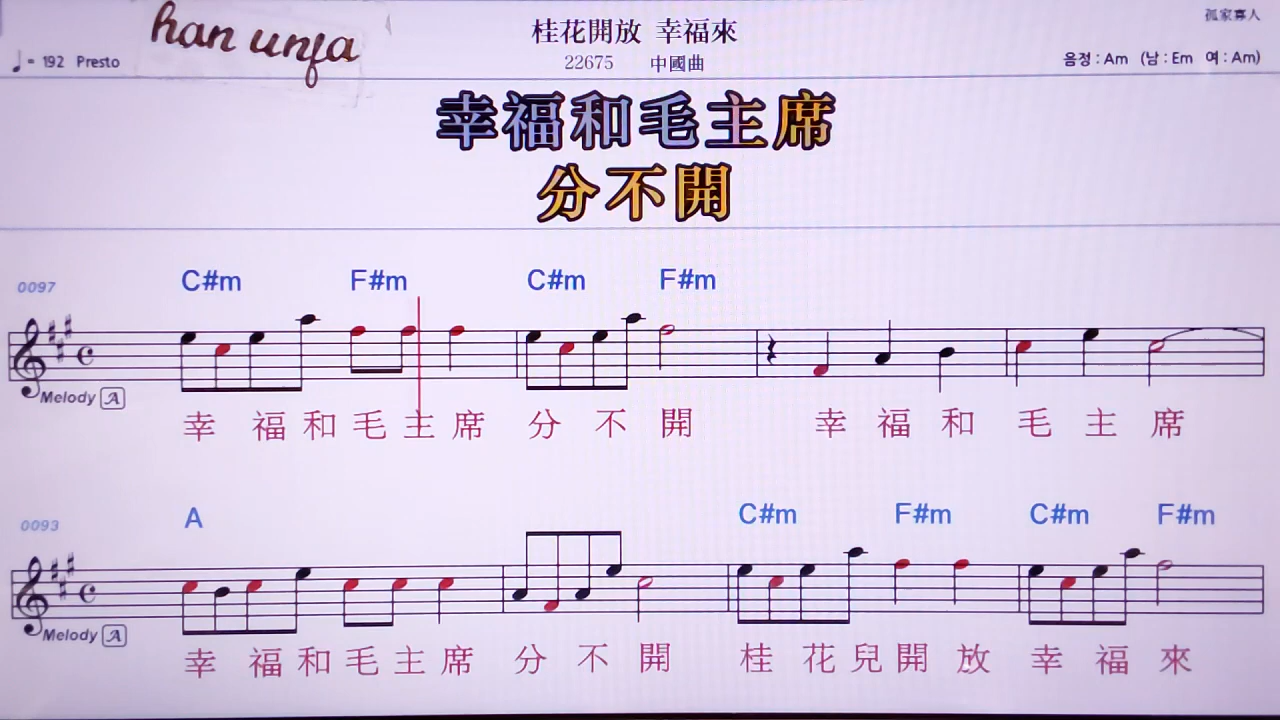 han unfa
桂花開放 幸福來
孤家寡人
♩= 192 Presto
22675 中國曲
음정 : Am (남 : Em 여 : Am)
幸福和毛主席
分不開
0097
C#m F#m C#m F#m
Melody A
幸 福 和 毛 主 席 分 不 開 幸 福 和 毛 主 席
0093
A C#m F#m C#m F#m
Melody A
幸 福 和 毛 主 席 分 不 開 桂 花 兒 開 放 幸 福 來